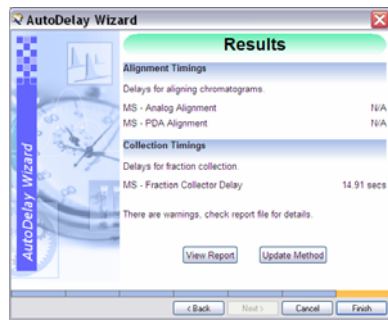 AutoDelay Wizard
Results
Alignment Timings
Delays for aligning chromatograms.
MS - Analog Alignment N/A
MS - PDA Alignment N/A
Collection Timings
Delays for fraction collection.
MS - Fraction Collector Delay 14.91 secs
There are warnings, check report file for details.
View Report Update Method
AutoDelay Wizard
< Back Next > Cancel Finish